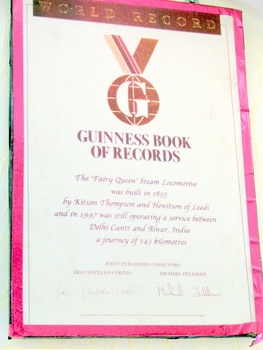 WORLD RECORD
G
GUINNESS BOOK
OF RECORDS
The 'Fairy Queen' Steam Locomotive
was built in 1855
by Kitson Thompson and Hewitson of Leeds
and in 1997 was still operating a service between
Delhi Cantt and Alwar, India
a journey of 143 kilometres
JOINT PUBLISHING DIRECTORS
IAN CASTELLO-CORTES MICHAEL FELDMAN